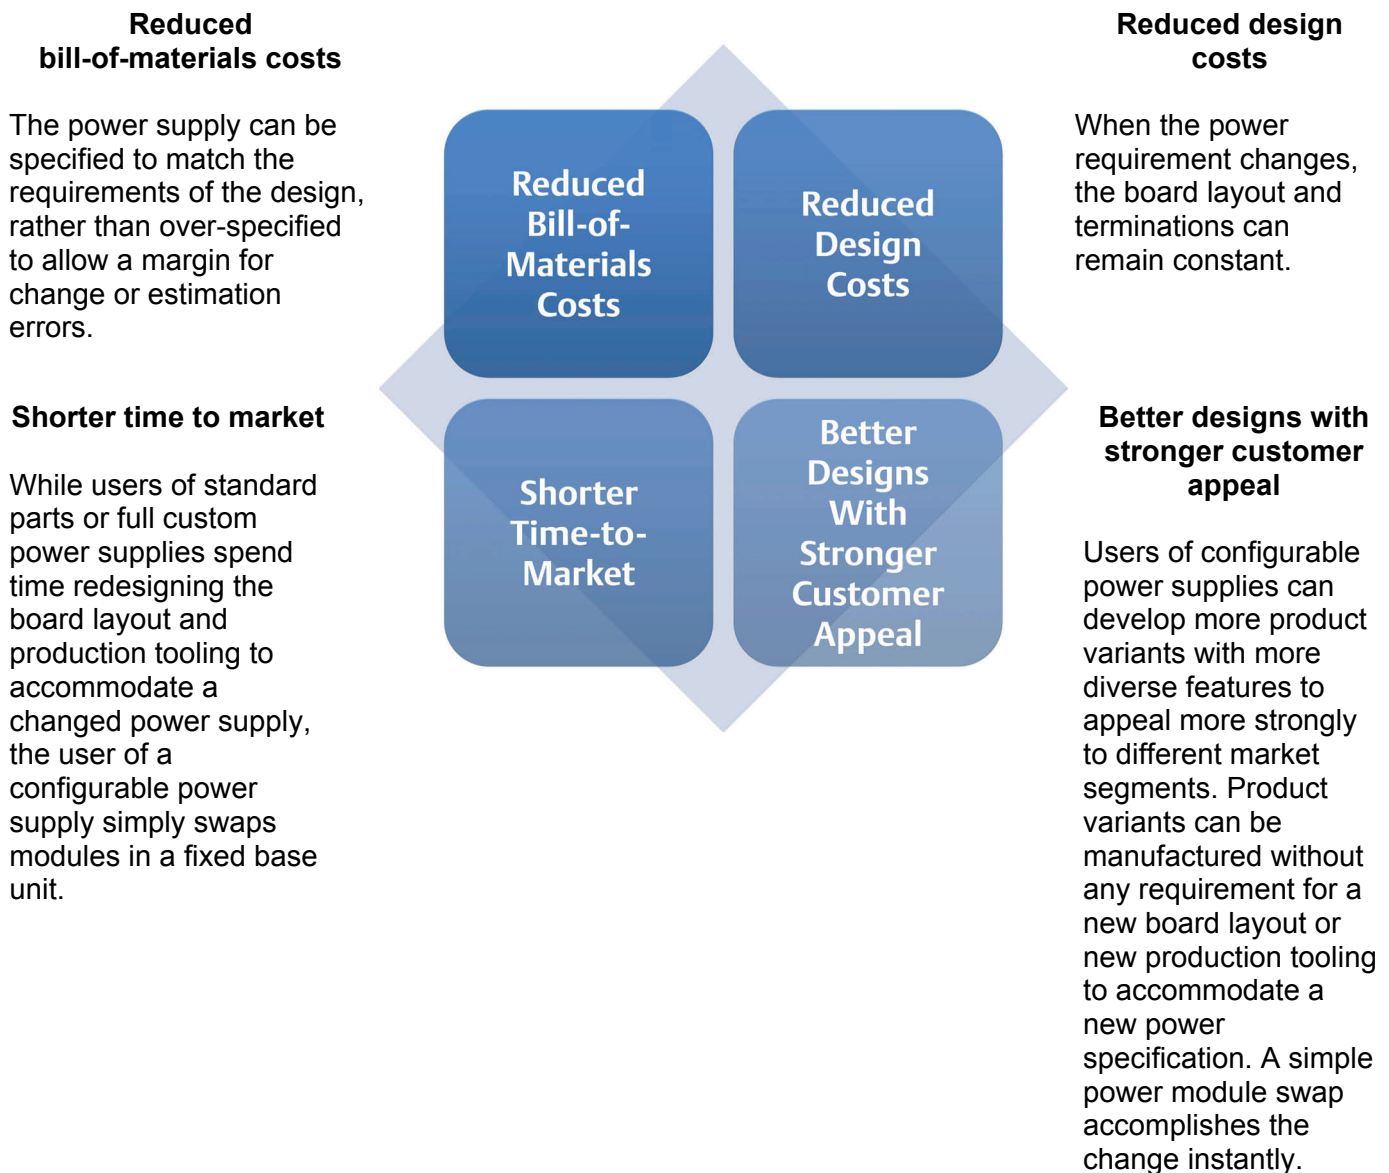 Reduced
bill-of-materials costs
The power supply can be
specified to match the
requirements of the design,
rather than over-specified
to allow a margin for
change or estimation
errors.
Shorter time to market
While users of standard
parts or full custom
power supplies spend
time redesigning the
board layout and
production tooling to
accommodate a
changed power supply,
the user of a
configurable power
supply simply swaps
modules in a fixed base
unit.
Reduced
Bill-of-
Materials
Costs
Reduced
Design
Costs
Shorter
Time-to-
Market
Better
Designs
With
Stronger
Customer
Appeal
Reduced design
costs
When the power
requirement changes,
the board layout and
terminations can
remain constant.
Better designs with
stronger customer
appeal
Users of configurable
power supplies can
develop more product
variants with more
diverse features to
appeal more strongly
to different market
segments. Product
variants can be
manufactured without
any requirement for a
new board layout or
new production tooling
to accommodate a
new power
specification. A simple
power module swap
accomplishes the
change instantly.